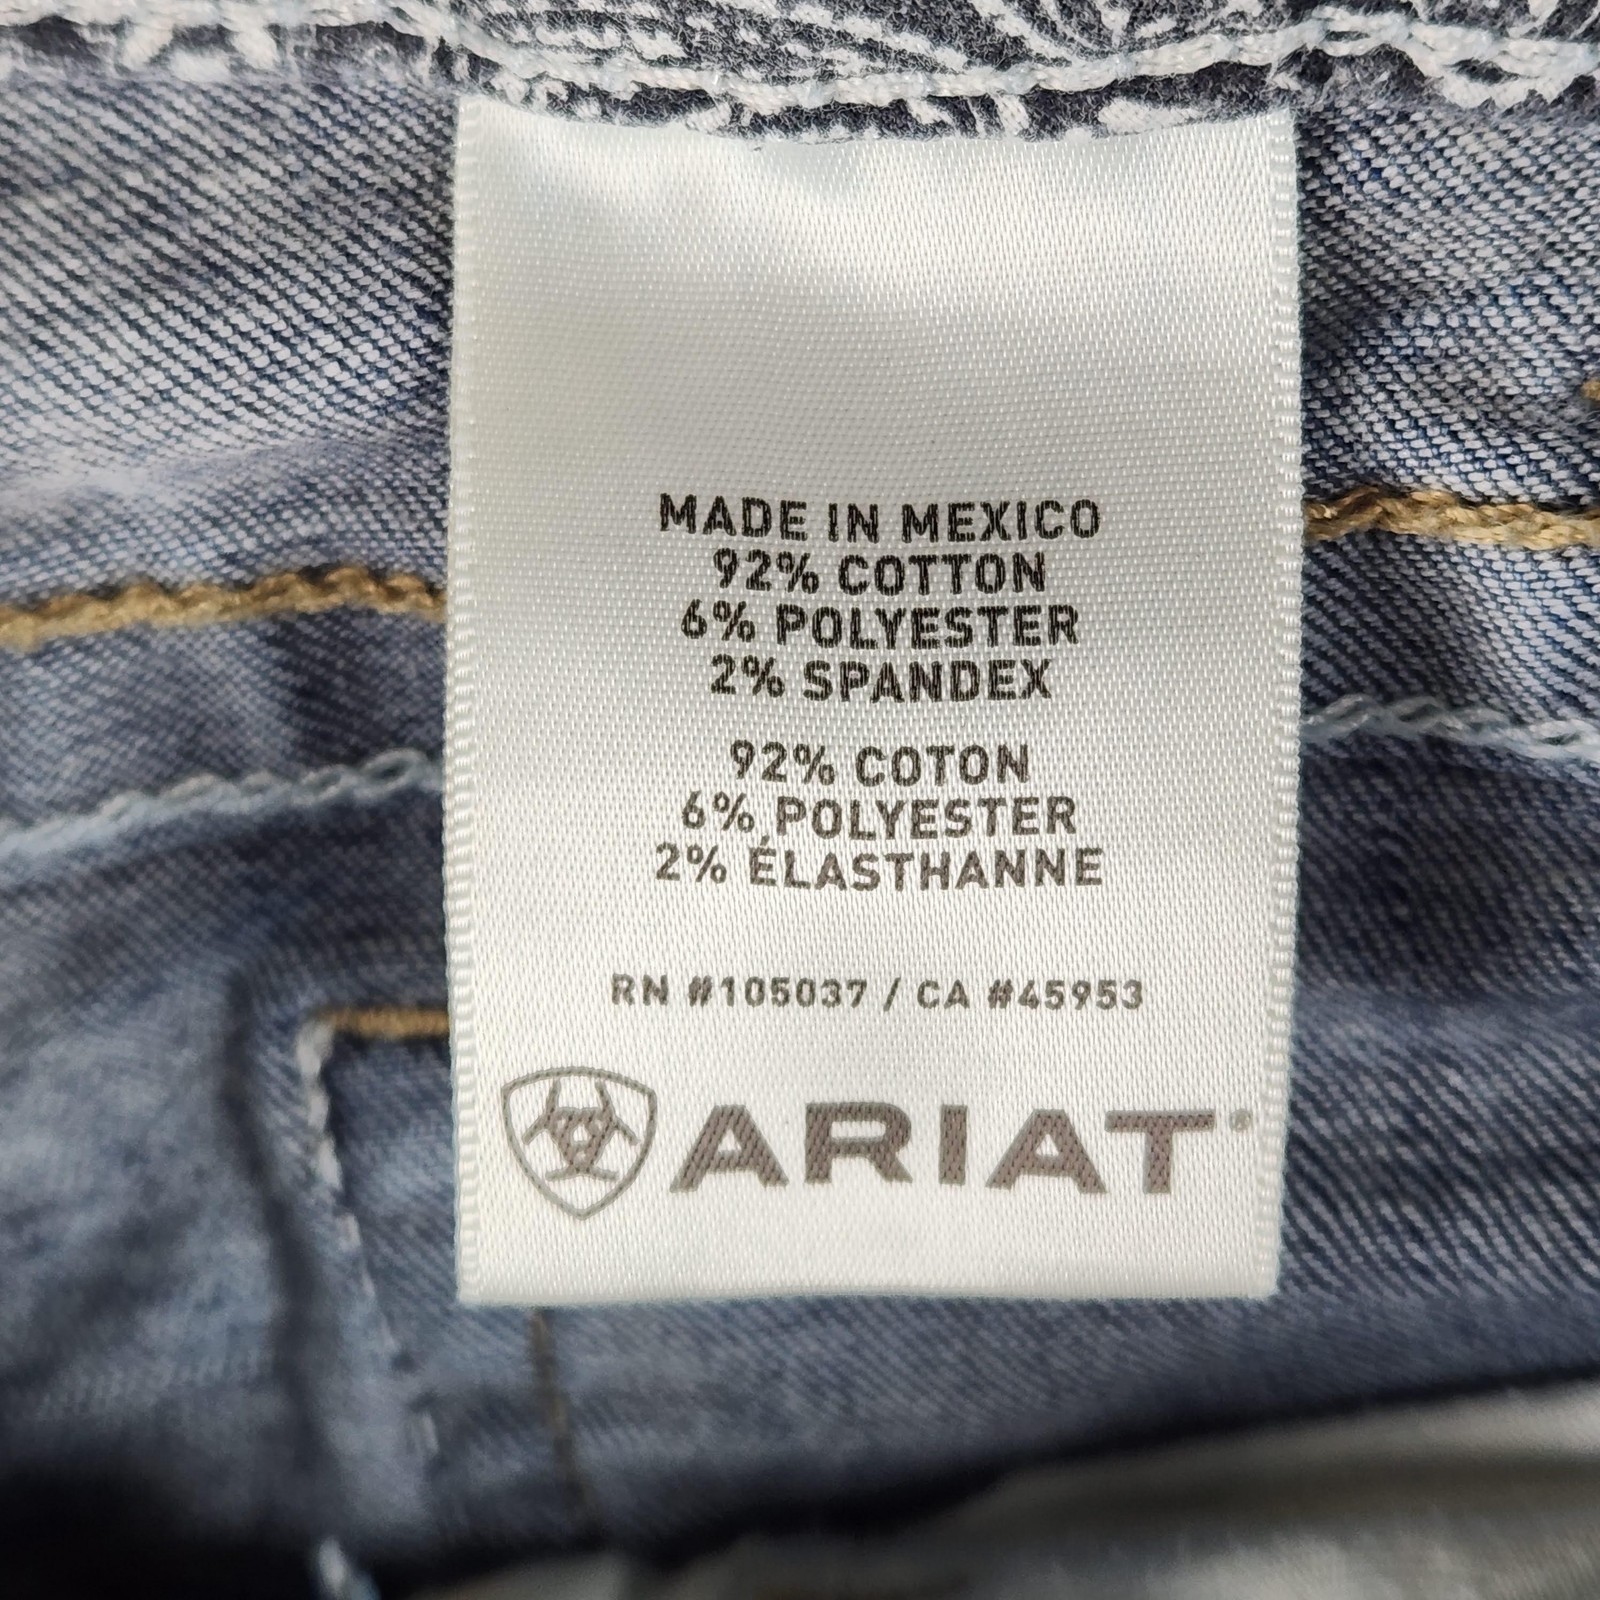 MADE IN MEXICO
92% COTTON
6% POLYESTER
2% SPANDEX
92% COTON
6% POLYESTER
2% ÉLASTHANNE
RN #105037 / CA #45953
ARIAT®